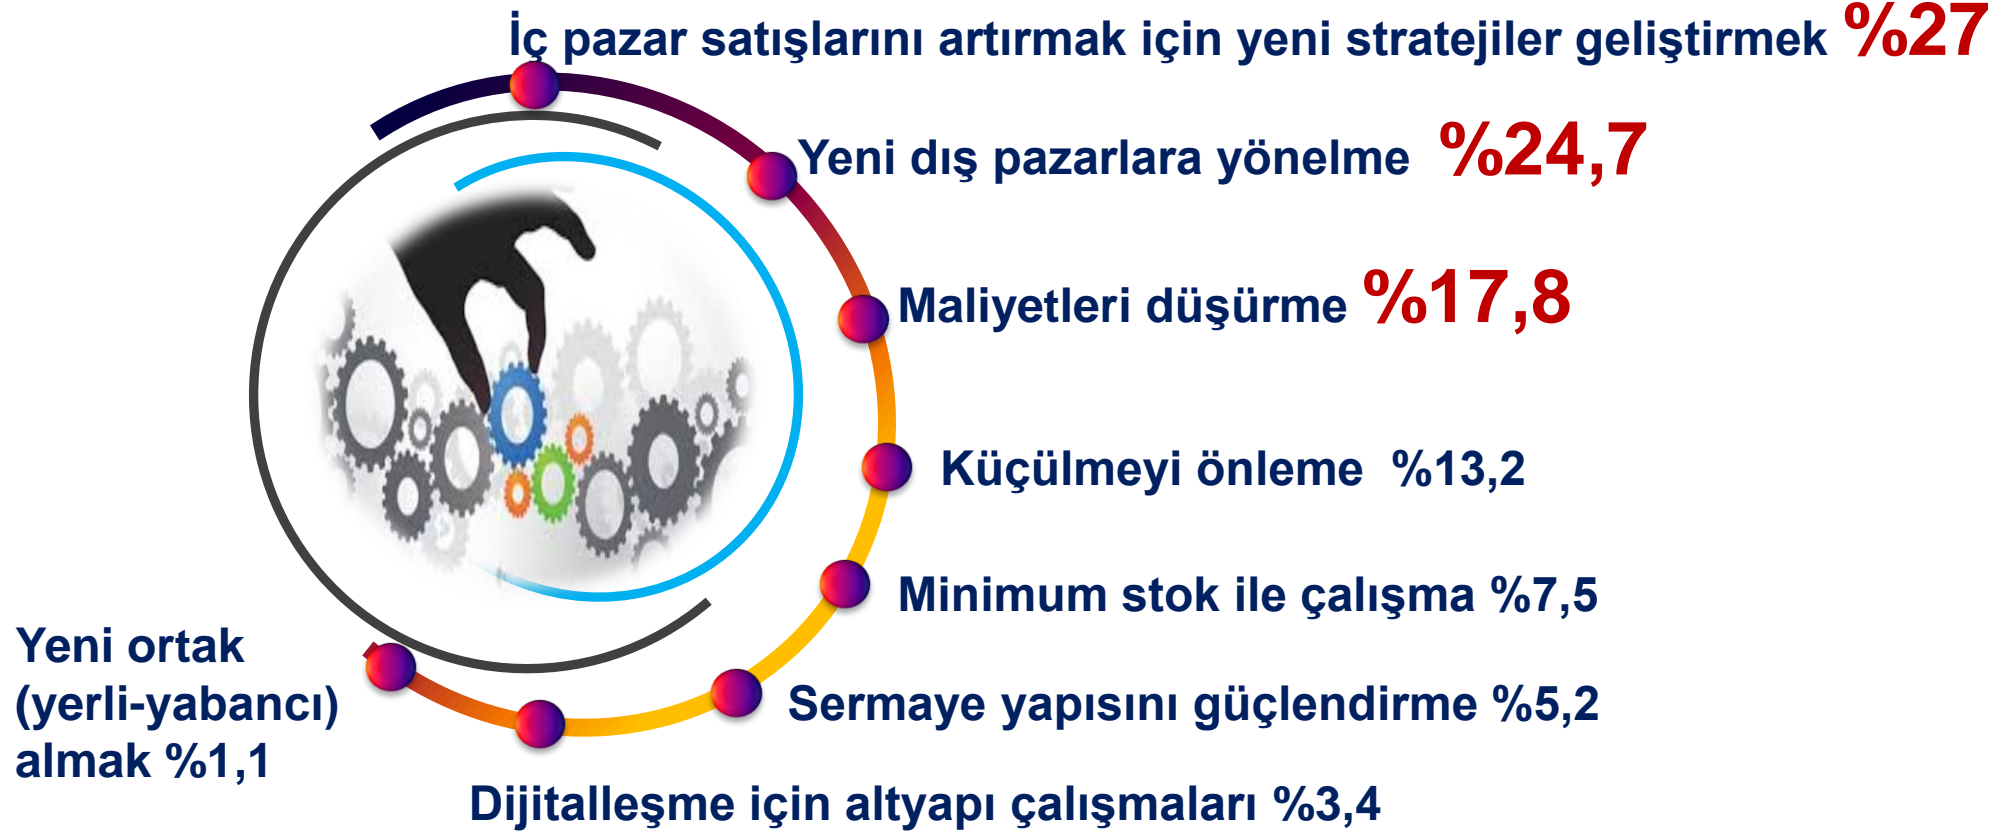 İç pazar satışlarını artırmak için yeni stratejiler geliştirmek %27
Yeni dış pazarlara yönelme %24,7
Maliyetleri düşürme %17,8
Küçülmeyi önleme %13,2
Minimum stok ile çalışma %7,5
Sermaye yapısını güçlendirme %5,2
Dijitalleşme için altyapı çalışmaları %3,4
Yeni ortak
(yerli-yabancı)
almak %1,1